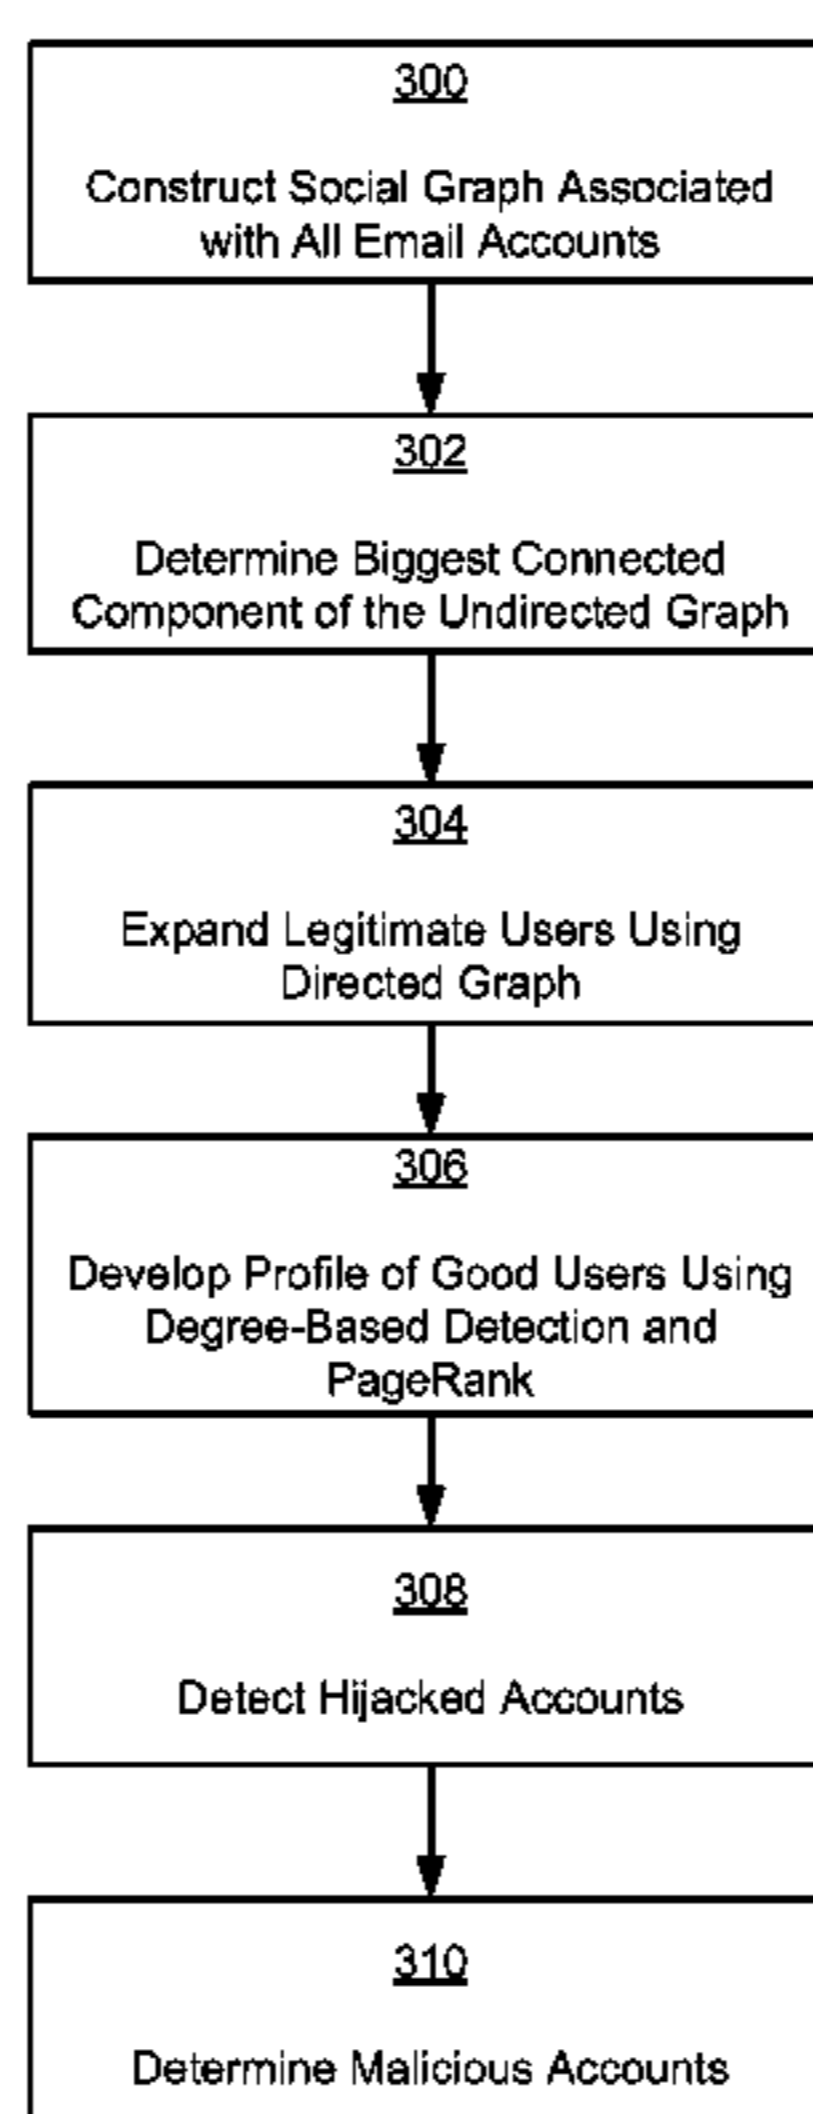 300
Construct Social Graph Associated
with All Email Accounts
302
Determine Biggest Connected
Component of the Undirected Graph
304
Expand Legitimate Users Using
Directed Graph
306
Develop Profile of Good Users Using
Degree-Based Detection and
PageRank
308
Detect Hijacked Accounts
310
Determine Malicious Accounts